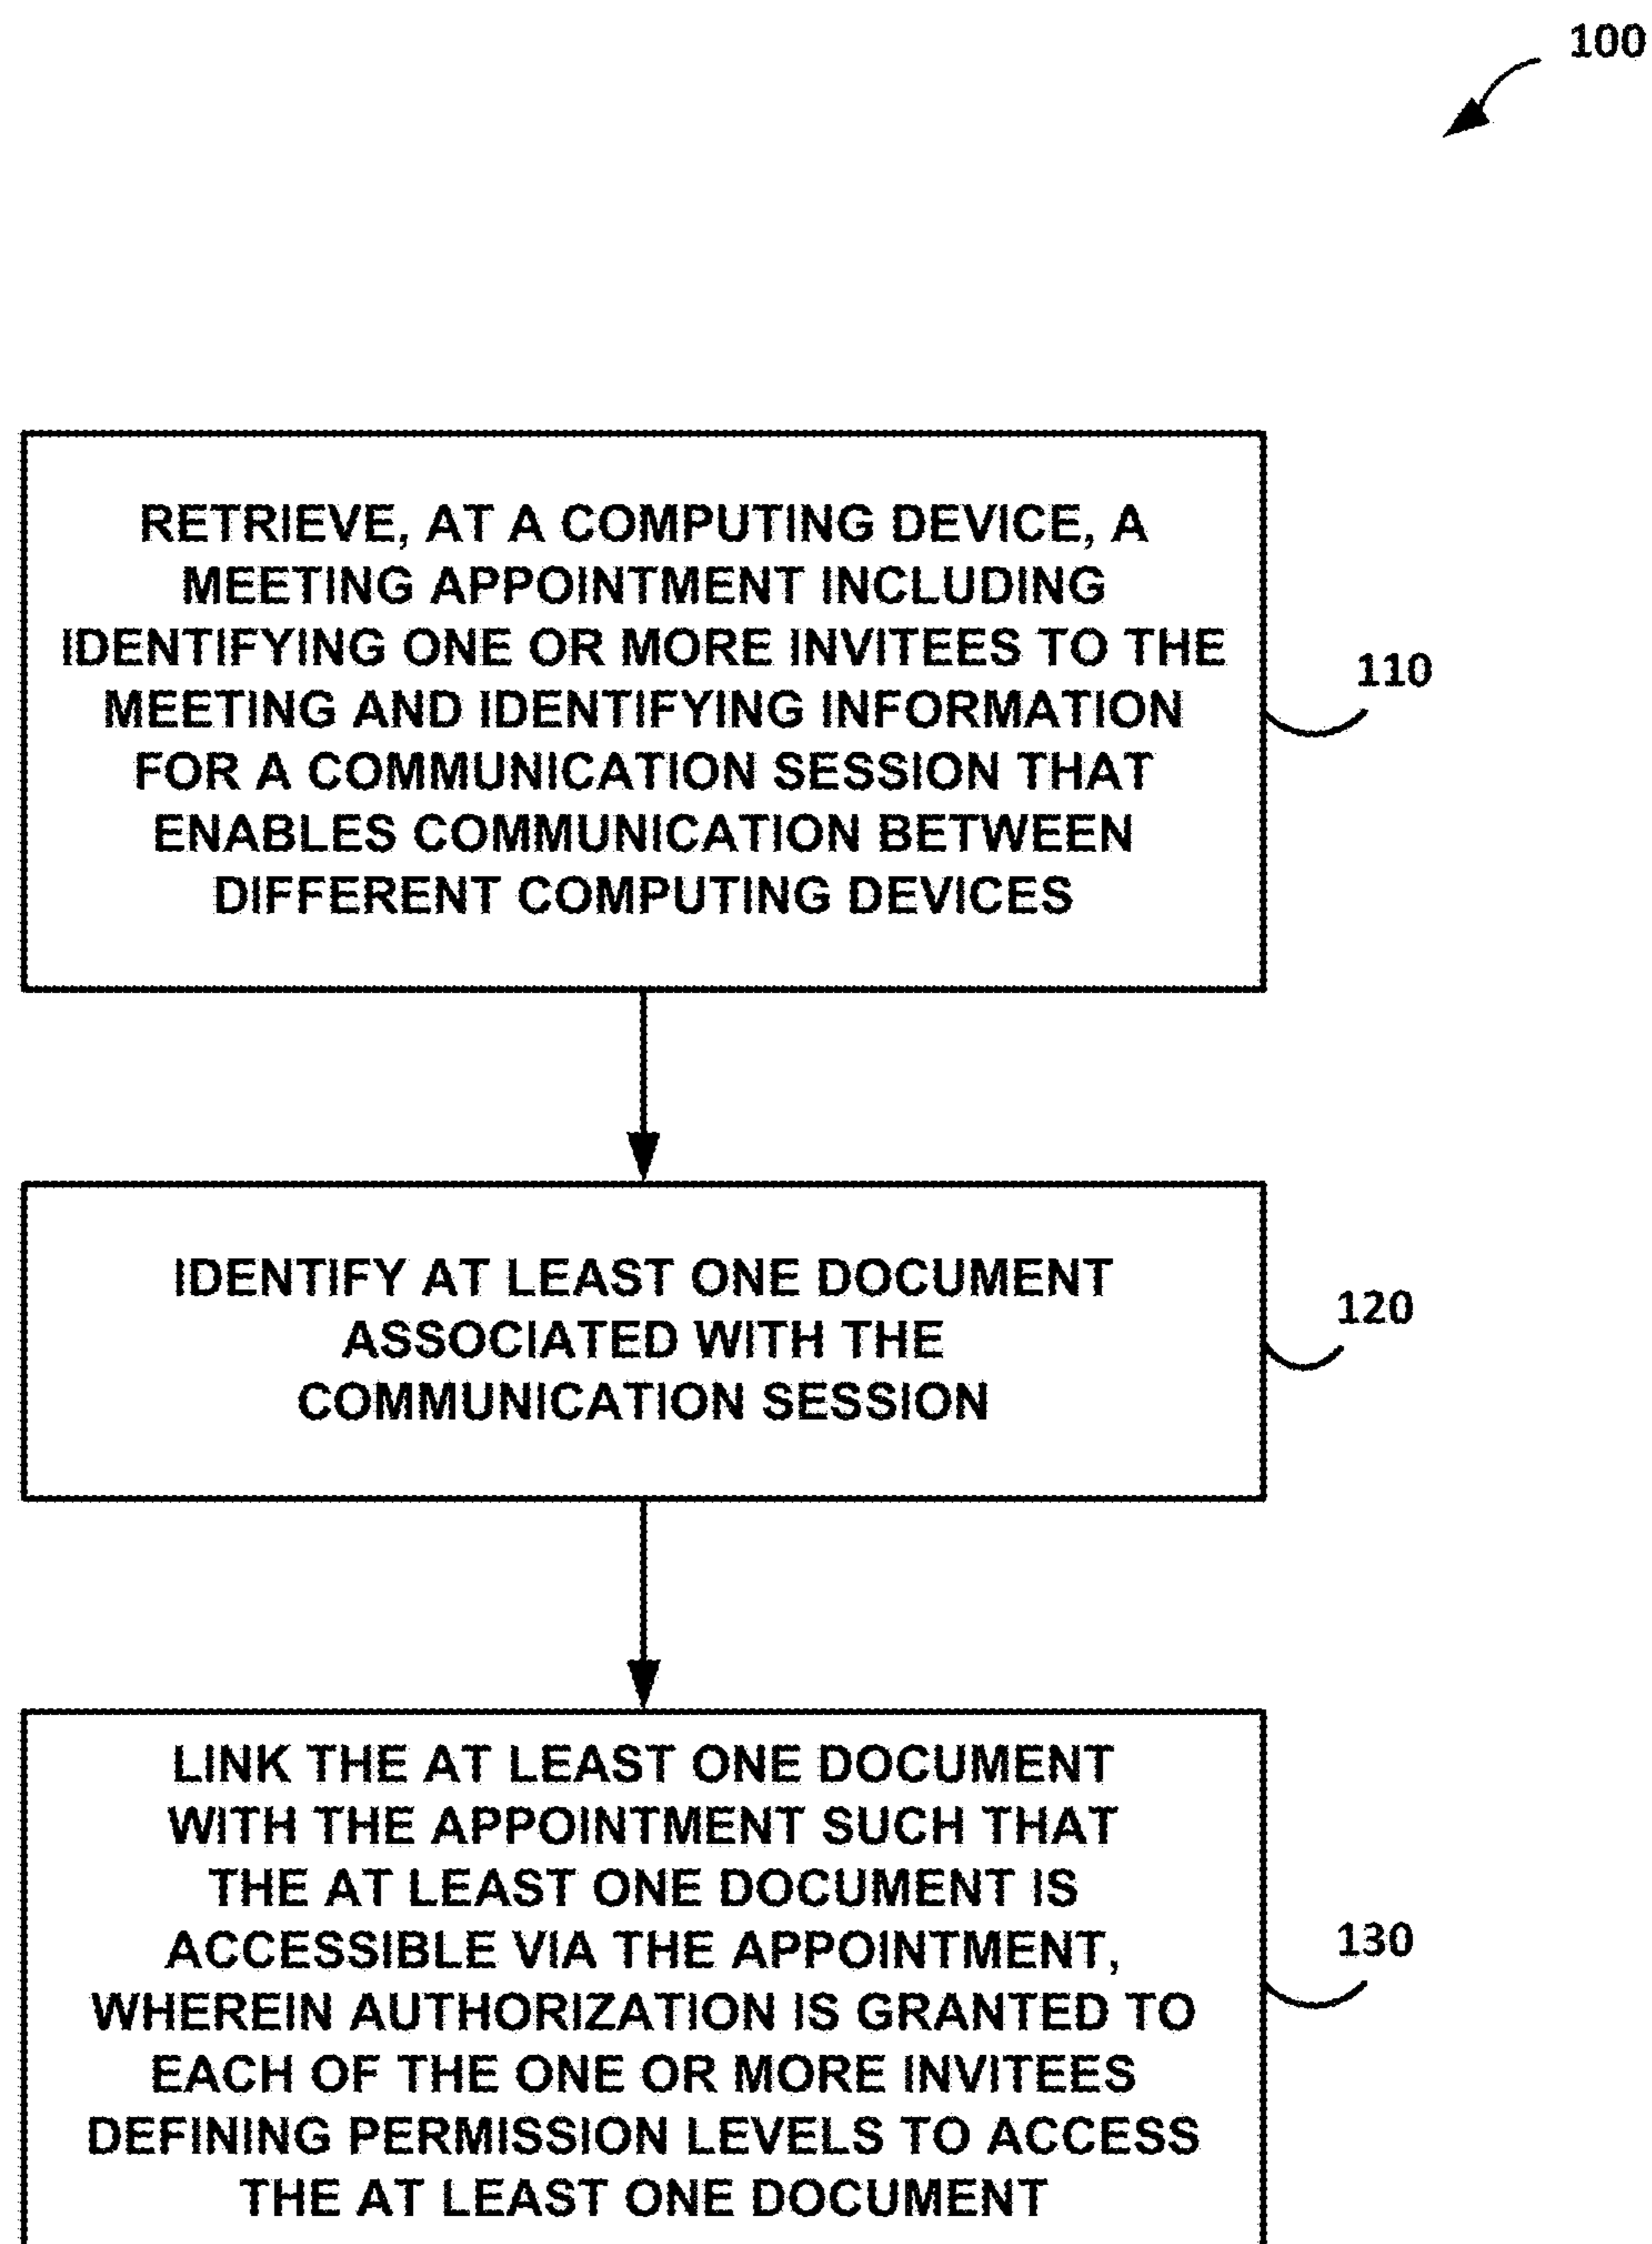 100
RETRIEVE, AT A COMPUTING DEVICE, A
MEETING APPOINTMENT INCLUDING
IDENTIFYING ONE OR MORE INVITEES TO THE
MEETING AND IDENTIFYING INFORMATION
FOR A COMMUNICATION SESSION THAT
ENABLES COMMUNICATION BETWEEN
DIFFERENT COMPUTING DEVICES
110
IDENTIFY AT LEAST ONE DOCUMENT
ASSOCIATED WITH THE
COMMUNICATION SESSION
120
LINK THE AT LEAST ONE DOCUMENT
WITH THE APPOINTMENT SUCH THAT
THE AT LEAST ONE DOCUMENT IS
ACCESSIBLE VIA THE APPOINTMENT,
WHEREIN AUTHORIZATION IS GRANTED TO
EACH OF THE ONE OR MORE INVITEES
DEFINING PERMISSION LEVELS TO ACCESS
THE AT LEAST ONE DOCUMENT
130